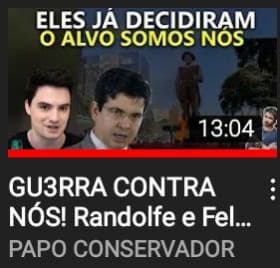 ELES JÁ DECIDIRAM
O ALVO SOMOS NÓS
13:04
GU3RRA CONTRA
NÓS! Randolfe e Fel...
PAPO CONSERVADOR